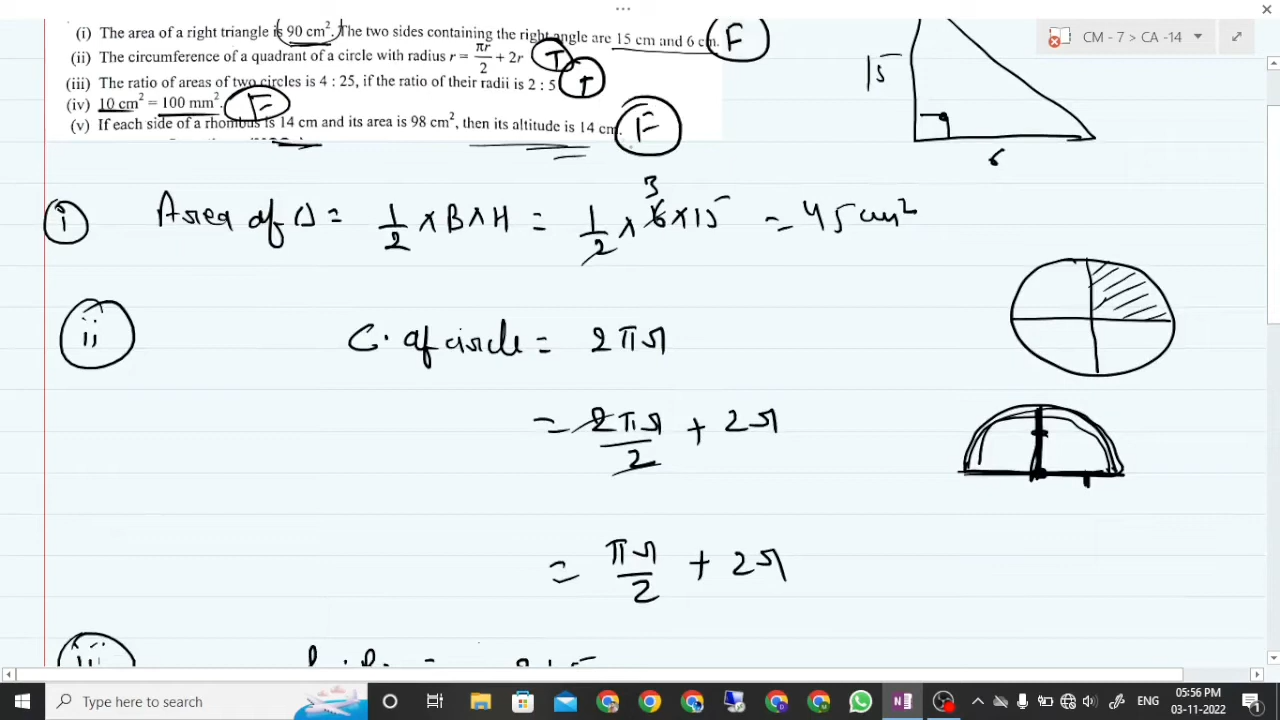 (i) The area of a right triangle is 90 cm². The two sides containing the right angle are 15 cm and 6 cm. F
(ii) The circumference of a quadrant of a circle with radius r = πr/2 + 2r T
(iii) The ratio of areas of two circles is 4 : 25, if the ratio of their radii is 2 : 5 T
(iv) 10 cm² = 100 mm². F
(v) If each side of a rhombus is 14 cm and its area is 98 cm², then its altitude is 14 cm. F
CM - 7 > CA -14
15
6
i Area of Δ = 1/2 × B × H = 1/2 × 6 × 15 = 45 cm²
3
ii C. of circle = 2πr
= 2πr/2 + 2r
= πr/2 + 2r
iii
Type here to search
ENG
05:56 PM
03-11-2022
1